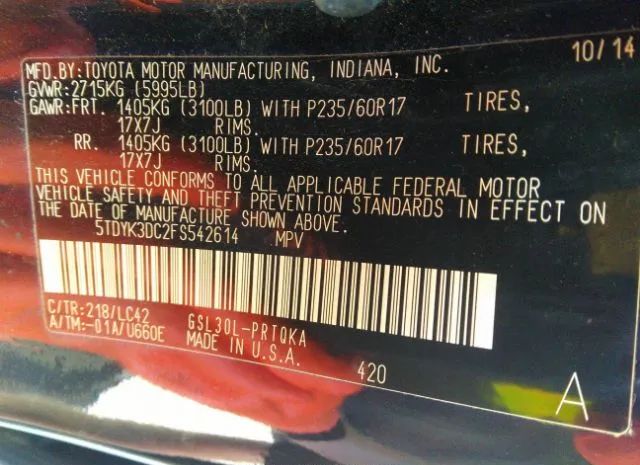 10/14
MFD.BY:TOYOTA MOTOR MANUFACTURING, INDIANA, INC.
GVWR:2715KG (5995LB)
GAWR:FRT. 1405KG (3100LB) WITH P235/60R17 TIRES,
17X7J RIMS.
RR. 1405KG (3100LB) WITH P235/60R17 TIRES,
17X7J RIMS.
THIS VEHICLE CONFORMS TO ALL APPLICABLE FEDERAL MOTOR
VEHICLE SAFETY AND THEFT PREVENTION STANDARDS IN EFFECT ON
THE DATE OF MANUFACTURE SHOWN ABOVE.
5TDYK3DC2FS542614 MPV
C/TR:218/LC42 GSL30L-PRTQKA
A/TM:-01A/U660E MADE IN U.S.A.
420
A